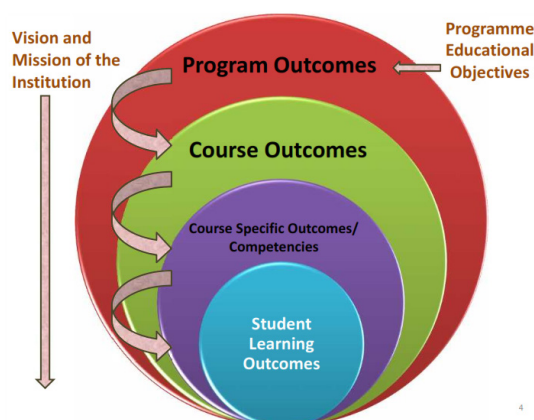 Vision and
Mission of the
Institution
Programme
Educational
Objectives
Program Outcomes
Course Outcomes
Course Specific Outcomes/
Competencies
Student
Learning
Outcomes
4